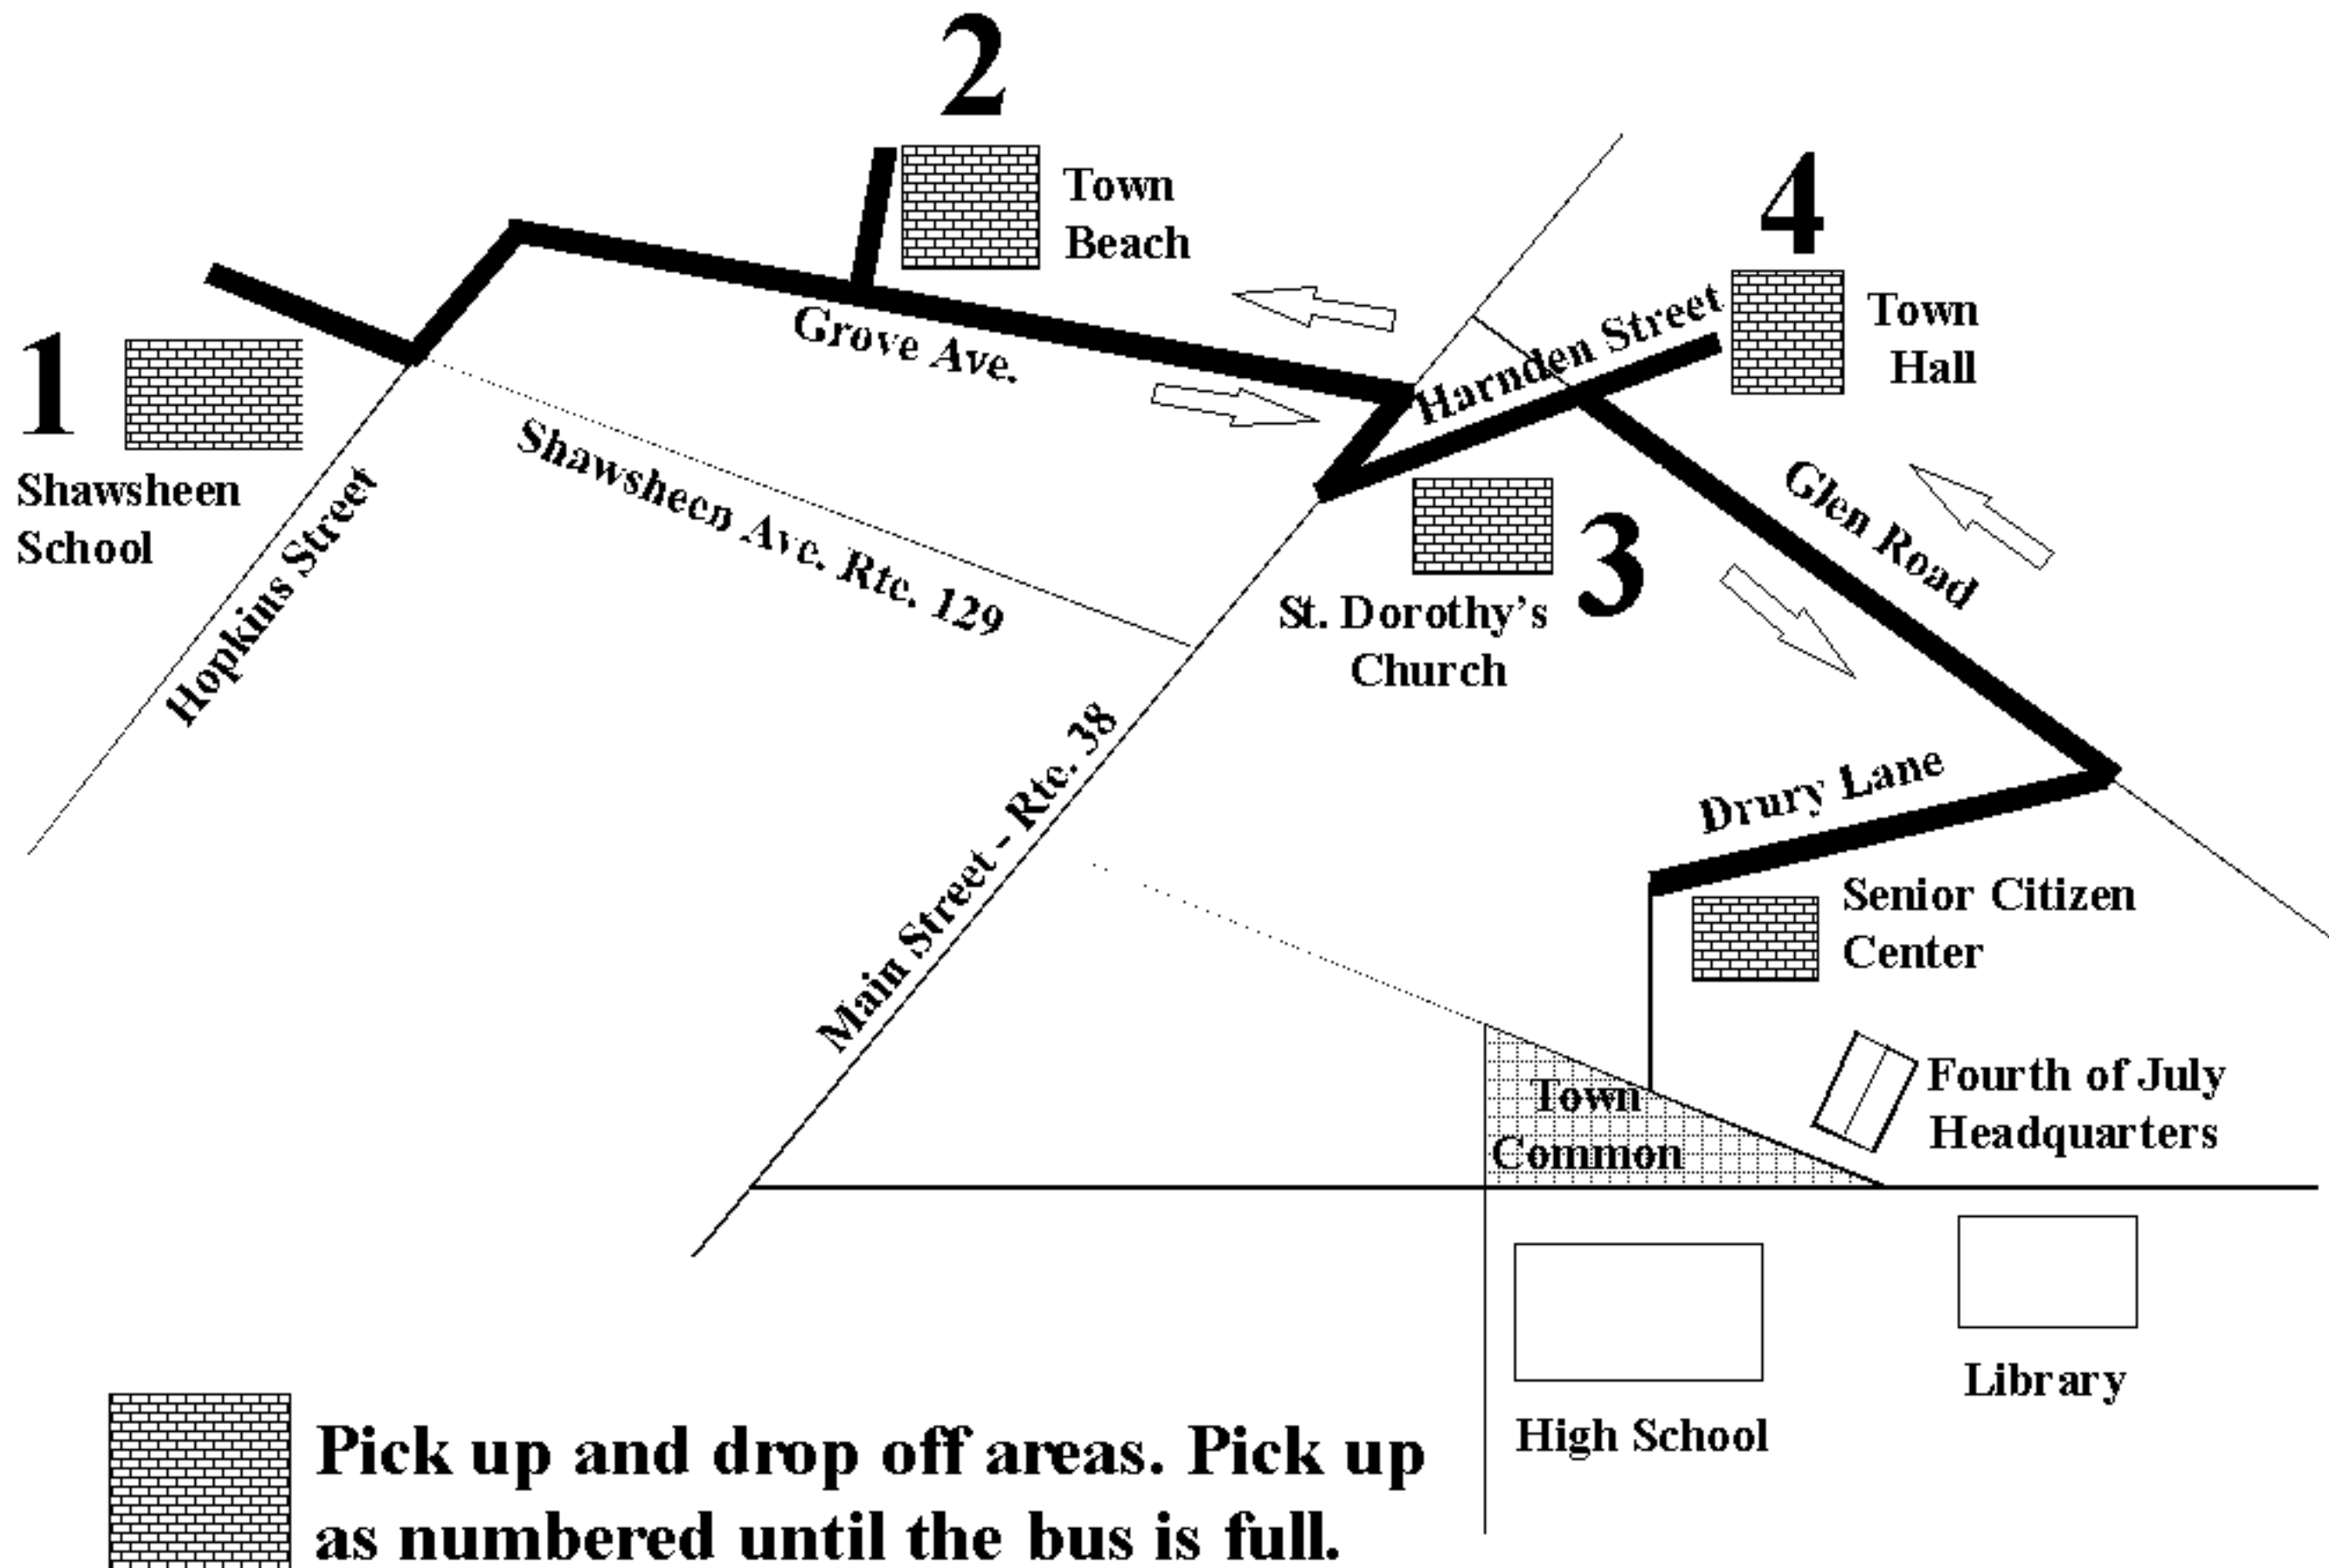 2
Town
Beach
4
Town
Hall
1
Shawsheen
School
Grove Ave.
Harnden Street
Hopkins Street
Shawsheen Ave. Rte. 129
St. Dorothy's
Church
3
Glen Road
Main Street - Rte. 38
Drury Lane
Senior Citizen
Center
Town
Common
Fourth of July
Headquarters
High School
Library
Pick up and drop off areas. Pick up
as numbered until the bus is full.